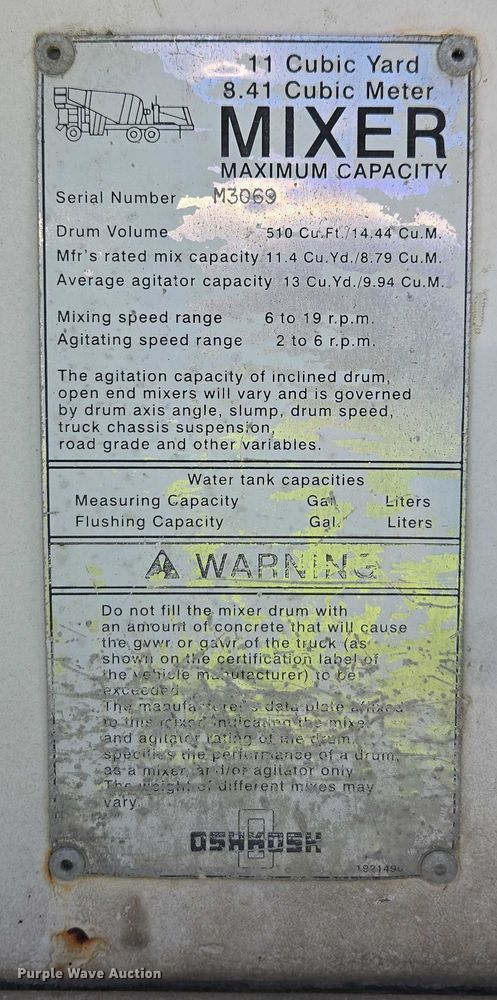 11 Cubic Yard
8.41 Cubic Meter
MIXER
MAXIMUM CAPACITY
Serial Number M3069
Drum Volume 510 Cu.Ft./14.44 Cu.M.
Mfr's rated mix capacity 11.4 Cu.Yd./8.79 Cu.M.
Average agitator capacity 13 Cu.Yd./9.94 Cu.M.
Mixing speed range 6 to 19 r.p.m.
Agitating speed range 2 to 6 r.p.m.
The agitation capacity of inclined drum,
open end mixers will vary and is governed
by drum axis angle, slump, drum speed,
truck chassis suspension,
road grade and other variables.
Water tank capacities
Measuring Capacity Gal. Liters
Flushing Capacity Gal. Liters
WARNING
Do not fill the mixer drum with
an amount of concrete that will cause
the gvwr or gawr of the truck (as
shown on the certification label of
the vehicle manufacturer) to be
exceeded.
The manufacturer's data plate affixed
to this mixer indicating the mixer
and agitator rating of the drum,
specifies the performance of a drum,
as a mixer and/or agitator only.
The weight of different mixes may
vary.
OSHKOSH
Purple Wave Auction